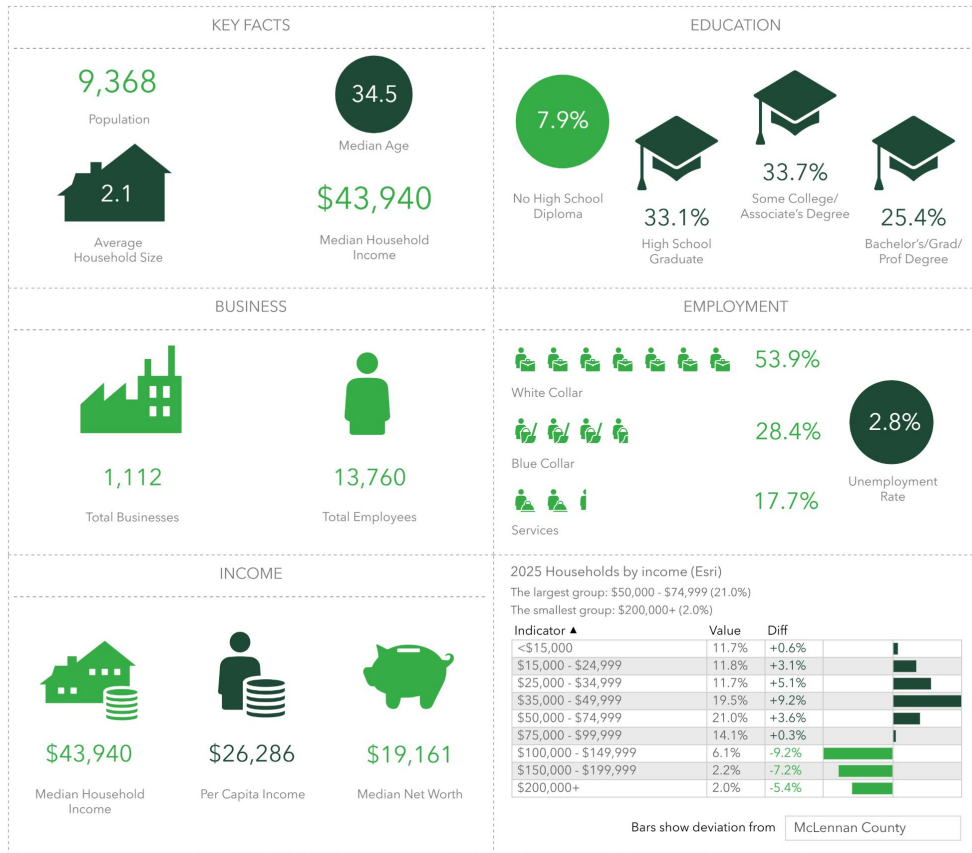 KEY FACTS
9,368
Population
34.5
Median Age
2.1
Average
Household Size
$43,940
Median Household
Income
EDUCATION
7.9%
No High School
Diploma
33.1%
High School
Graduate
33.7%
Some College/
Associate's Degree
25.4%
Bachelor's/Grad/
Prof Degree
BUSINESS
1,112
Total Businesses
13,760
Total Employees
EMPLOYMENT
53.9%
White Collar
28.4%
Blue Collar
17.7%
Services
2.8%
Unemployment
Rate
INCOME
$43,940
Median Household
Income
$26,286
Per Capita Income
$19,161
Median Net Worth
2025 Households by income (Esri)
The largest group: $50,000 - $74,999 (21.0%)
The smallest group: $200,000+ (2.0%)
Indicator ▲ Value Diff
<$15,000 11.7% +0.6%
$15,000 - $24,999 11.8% +3.1%
$25,000 - $34,999 11.7% +5.1%
$35,000 - $49,999 19.5% +9.2%
$50,000 - $74,999 21.0% +3.6%
$75,000 - $99,999 14.1% +0.3%
$100,000 - $149,999 6.1% -9.2%
$150,000 - $199,999 2.2% -7.2%
$200,000+ 2.0% -5.4%
Bars show deviation from McLennan County